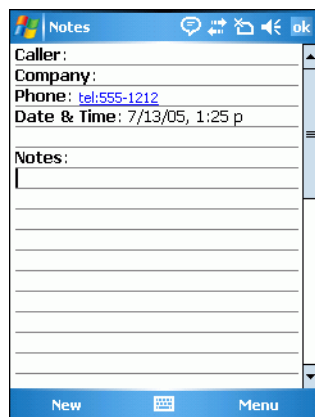 Notes
ok
Caller:
Company:
Phone: tel:555-1212
Date & Time: 7/13/05, 1:25 p
Notes:
New
Menu